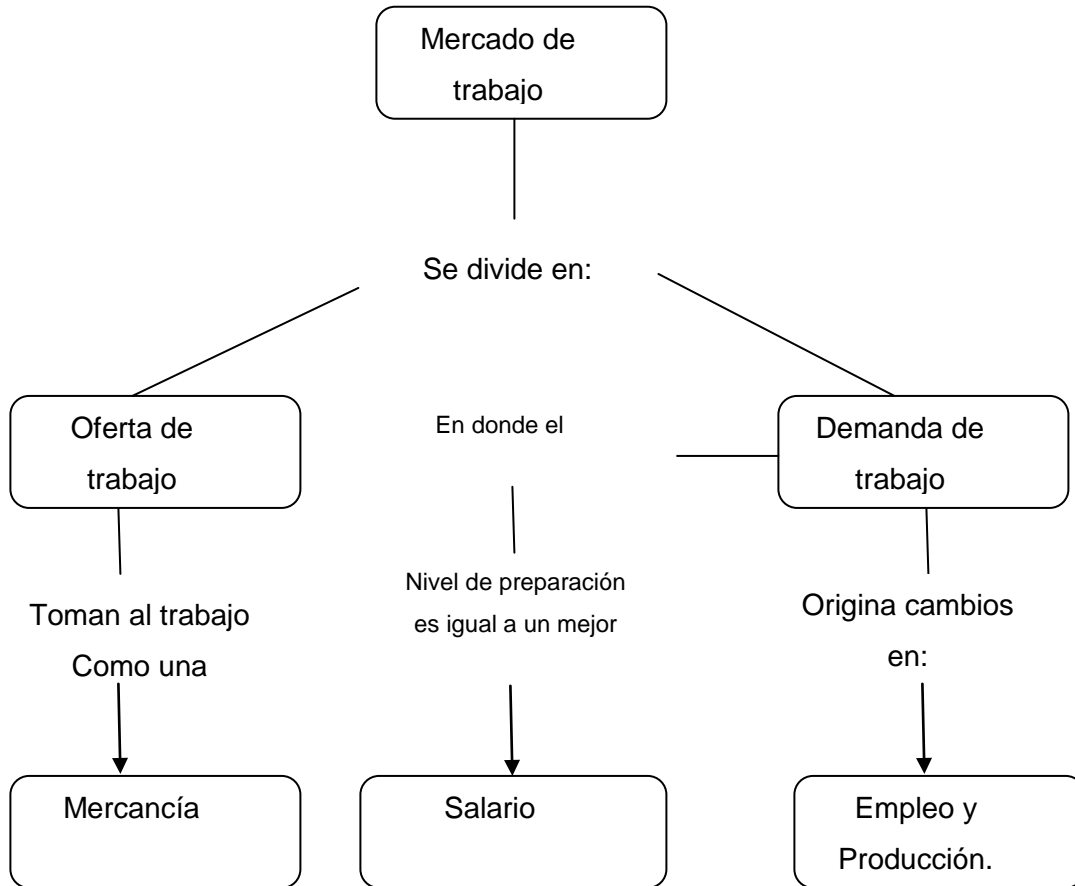 Mercado de
trabajo
Se divide en:
Oferta de
trabajo
En donde el
Demanda de
trabajo
Toman al trabajo
Como una
Nivel de preparación
es igual a un mejor
Origina cambios
en:
Mercancía
Salario
Empleo y
Producción.